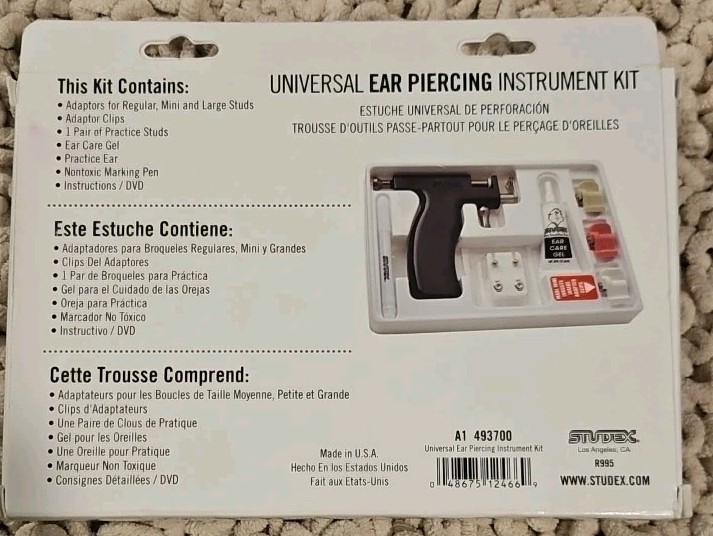 This Kit Contains:
• Adaptors for Regular, Mini and Large Studs
• Adaptor Clips
• 1 Pair of Practice Studs
• Ear Care Gel
• Practice Ear
• Nontoxic Marking Pen
• Instructions / DVD
UNIVERSAL EAR PIERCING INSTRUMENT KIT
ESTUCHE UNIVERSAL DE PERFORACIÓN
TROUSSE D'OUTILS PASSE-PARTOUT POUR LE PERÇAGE D'OREILLES
STUDEX
EAR
CARE
GEL
Este Estuche Contiene:
• Adaptadores para Broqueles Regulares, Mini y Grandes
• Clips Del Adaptores
• 1 Par de Broqueles para Práctica
• Gel para el Cuidado de las Orejas
• Oreja para Práctica
• Marcador No Tóxico
• Instructivo / DVD
Cette Trousse Comprend:
• Adaptateurs pour les Boucles de Taille Moyenne, Petite et Grande
• Clips d'Adaptateurs
• Une Paire de Clous de Pratique
• Gel pour les Oreilles
• Une Oreille pour Pratique
• Marqueur Non Toxique
• Consignes Détaillées / DVD
Made in U.S.A.
Hecho En los Estados Unidos
Fait aux Etats-Unis
A1 493700
Universal Ear Piercing Instrument Kit
0 48675 12466 9
STUDEX
Los Angeles, CA
R995
WWW.STUDEX.COM